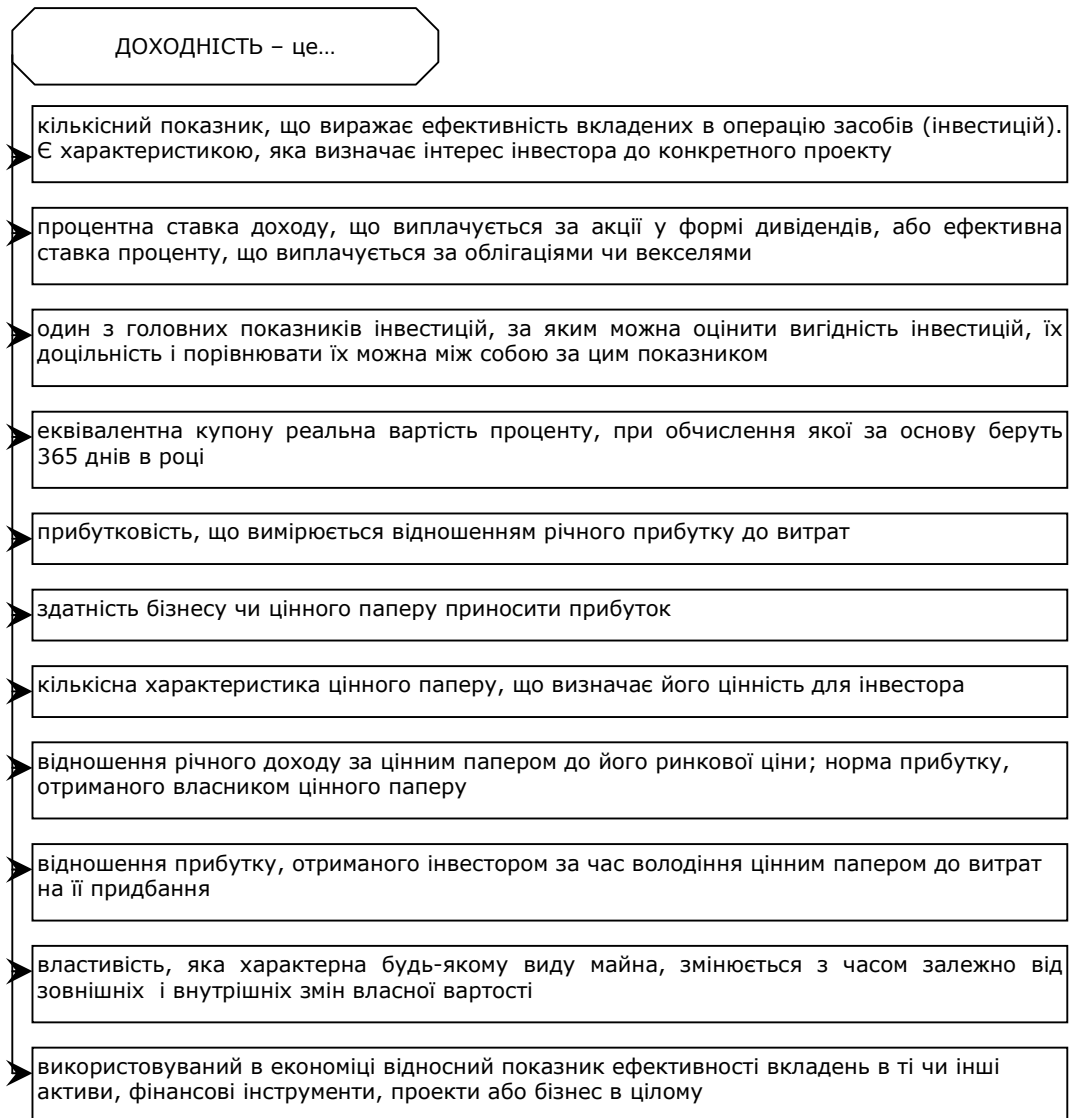 ДОХОДНІСТЬ – це…
кількісний показник, що виражає ефективність вкладених в операцію засобів (інвестицій).
Є характеристикою, яка визначає інтерес інвестора до конкретного проекту
процентна ставка доходу, що виплачується за акції у формі дивідендів, або ефективна
ставка проценту, що виплачується за облігаціями чи векселями
один з головних показників інвестицій, за яким можна оцінити вигідність інвестицій, їх
доцільність і порівнювати їх можна між собою за цим показником
еквівалентна купону реальна вартість проценту, при обчислення якої за основу беруть
365 днів в році
прибутковість, що вимірюється відношенням річного прибутку до витрат
здатність бізнесу чи цінного паперу приносити прибуток
кількісна характеристика цінного паперу, що визначає його цінність для інвестора
відношення річного доходу за цінним папером до його ринкової ціни; норма прибутку,
отриманого власником цінного паперу
відношення прибутку, отриманого інвестором за час володіння цінним папером до витрат
на її придбання
властивість, яка характерна будь-якому виду майна, змінюється з часом залежно від
зовнішніх і внутрішніх змін власної вартості
використовуваний в економіці відносний показник ефективності вкладень в ті чи інші
активи, фінансові інструменти, проекти або бізнес в цілому